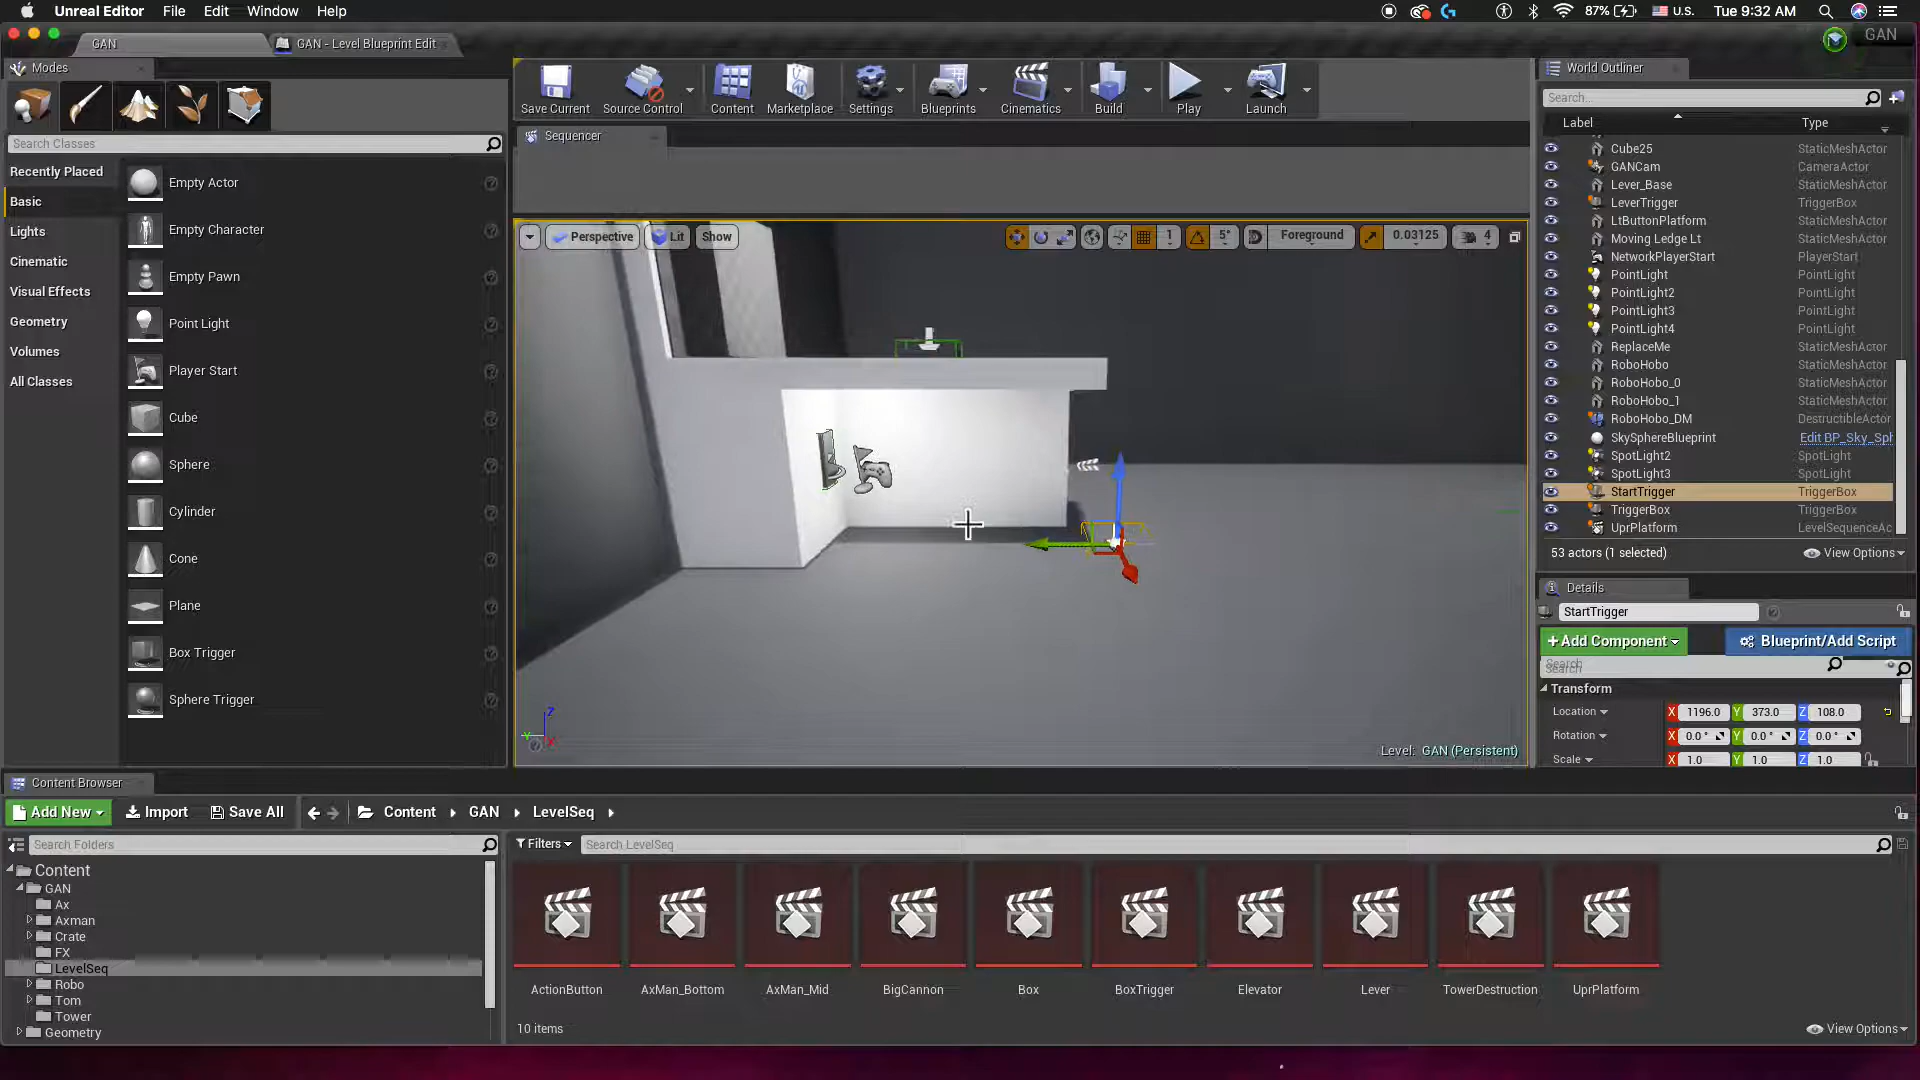 Unreal Editor File Edit Window Help 87% U.S. Tue 9:32 AM
GAN GAN - Level Blueprint Edit GAN
Modes
Save Current Source Control Content Marketplace Settings Blueprints Cinematics Build Play Launch
Search Classes
Recently Placed
Basic
Lights
Cinematic
Visual Effects
Geometry
Volumes
All Classes
Empty Actor
Empty Character
Empty Pawn
Point Light
Player Start
Cube
Sphere
Cylinder
Cone
Plane
Box Trigger
Sphere Trigger
Sequencer
Perspective Lit Show 1 5° Foreground 0.03125 4
Z
Y
X
Level: GAN (Persistent)
World Outliner
Search...
Label Type
Cube25 StaticMeshActor
GANCam CameraActor
Lever_Base StaticMeshActor
LeverTrigger TriggerBox
LtButtonPlatform StaticMeshActor
Moving Ledge Lt StaticMeshActor
NetworkPlayerStart PlayerStart
PointLight PointLight
PointLight2 PointLight
PointLight3 PointLight
PointLight4 PointLight
ReplaceMe StaticMeshActor
RoboHobo StaticMeshActor
RoboHobo_0 StaticMeshActor
RoboHobo_1 StaticMeshActor
RoboHobo_DM DestructibleActor
SkySphereBlueprint Edit BP_Sky_Sph
SpotLight2 SpotLight
SpotLight3 SpotLight
StartTrigger TriggerBox
TriggerBox TriggerBox
UprPlatform LevelSequenceAc
53 actors (1 selected) View Options
Details
StartTrigger
+Add Component Blueprint/Add Script
Search
Transform
Location X 1196.0 Y 373.0 Z 108.0
Rotation X 0.0° Y 0.0° Z 0.0°
Scale X 1.0 Y 1.0 Z 1.0
Content Browser
Add New Import Save All Content GAN LevelSeq
Search Folders
Content
GAN
Ax
Axman
Crate
FX
LevelSeq
Robo
Tom
Tower
Geometry
Filters Search LevelSeq
ActionButton AxMan_Bottom AxMan_Mid BigCannon Box BoxTrigger Elevator Lever TowerDestruction UprPlatform
10 items View Options